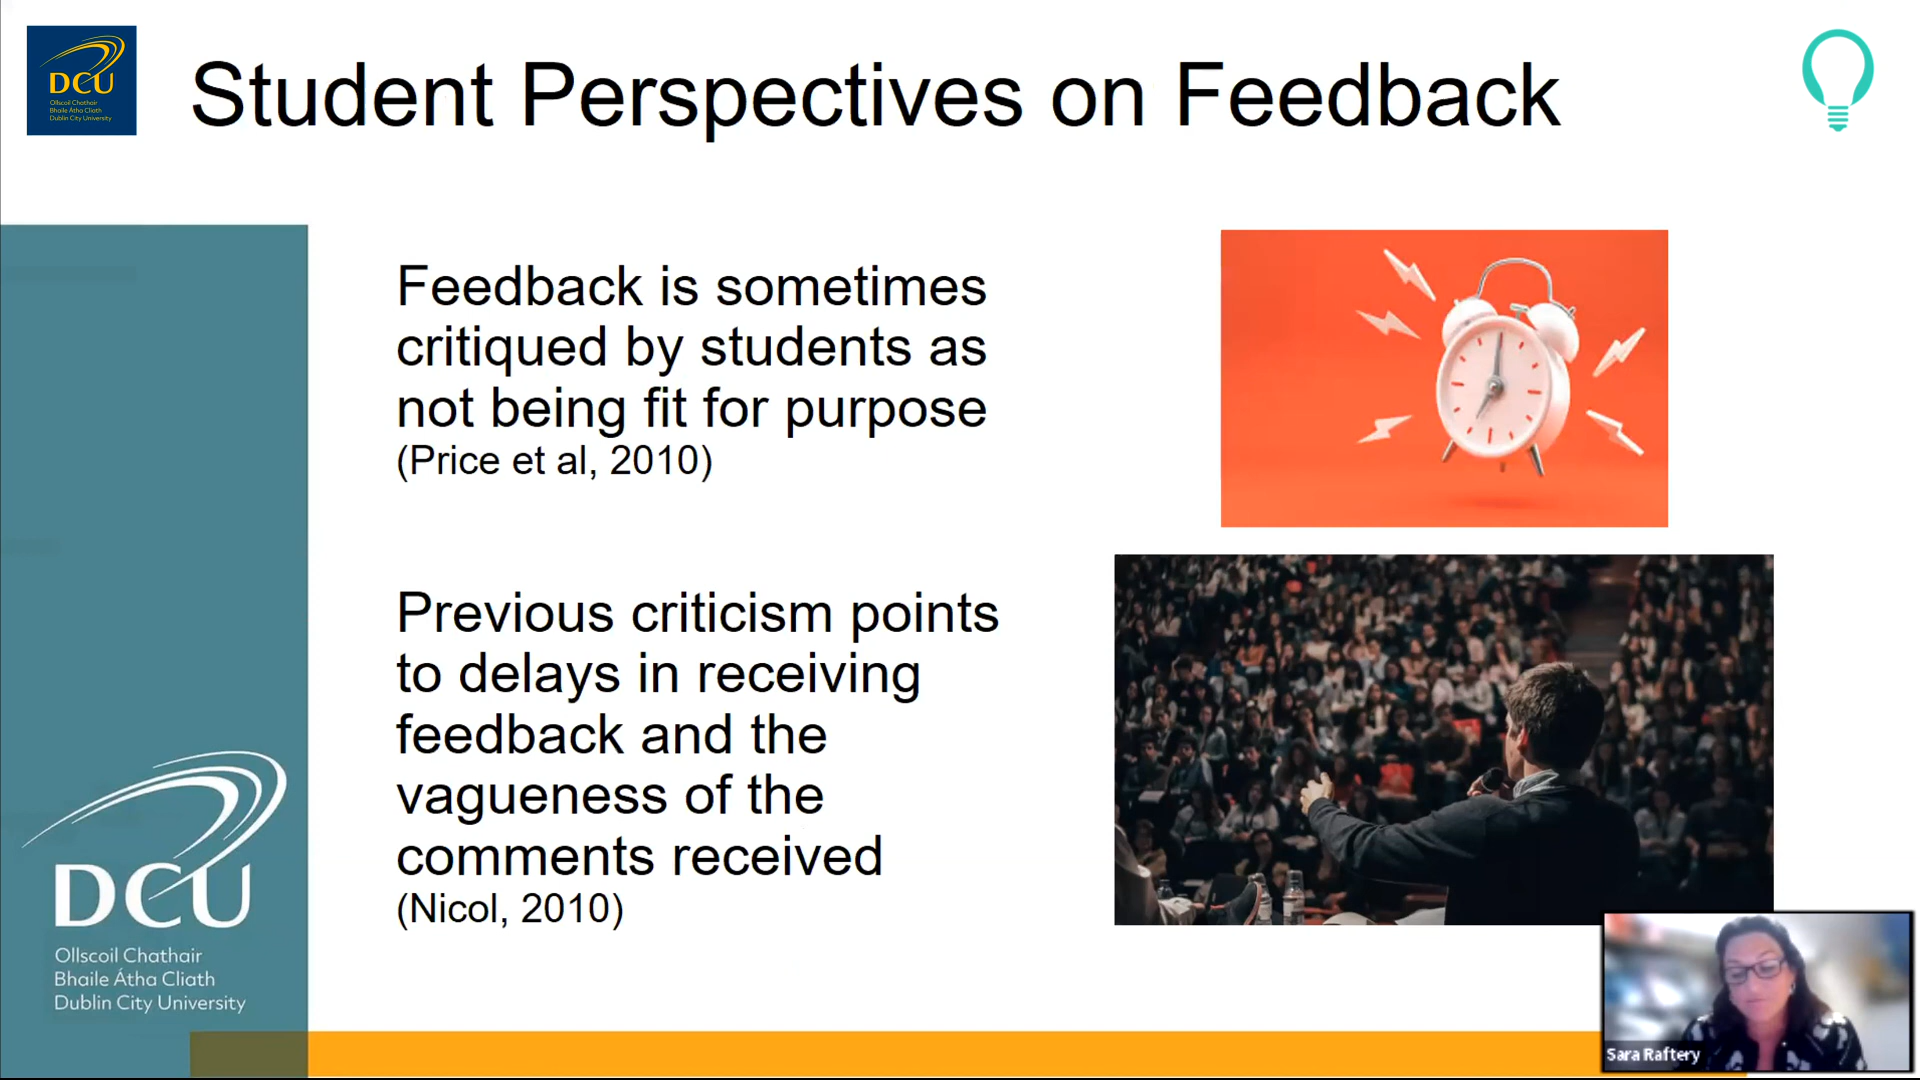 DCU
Ollscoil Chathair
Bhaile Átha Cliath
Dublin City University
Student Perspectives on Feedback
Feedback is sometimes
critiqued by students as
not being fit for purpose
(Price et al, 2010)
Previous criticism points
to delays in receiving
feedback and the
vagueness of the
comments received
(Nicol, 2010)
DCU
Ollscoil Chathair
Bhaile Átha Cliath
Dublin City University
Sara Raftery